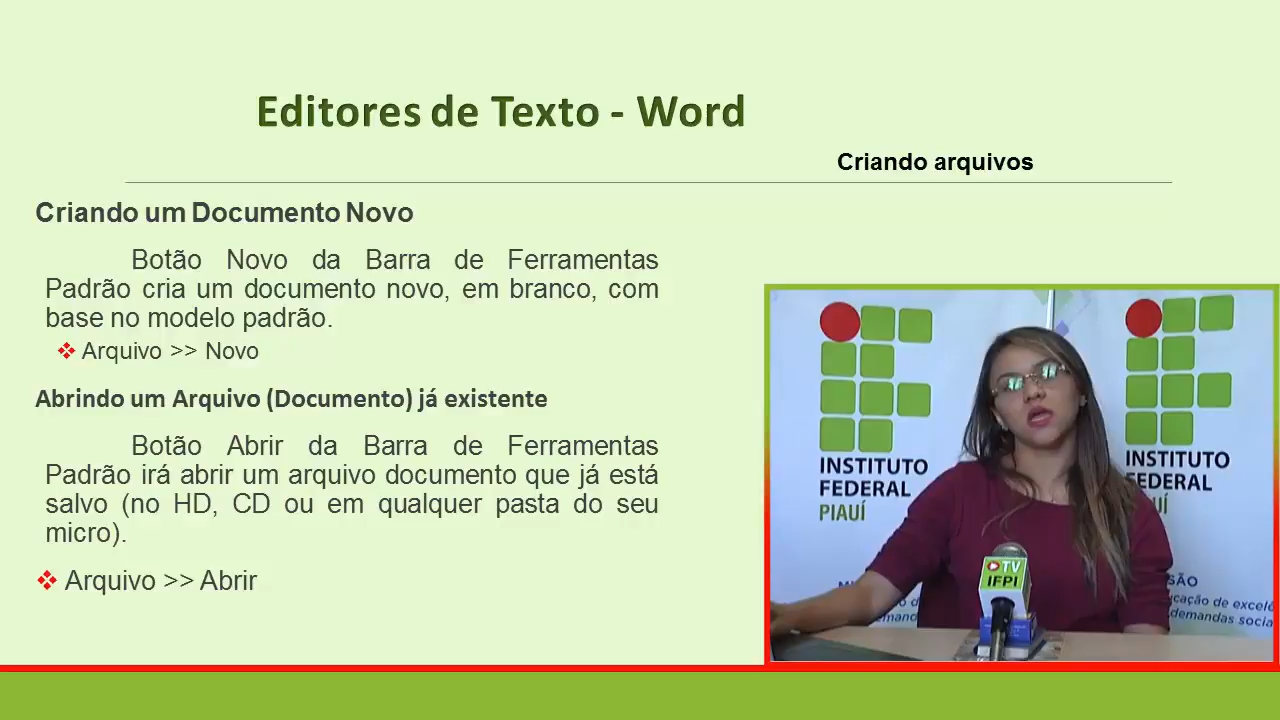 Editores de Texto - Word
Criando arquivos
Criando um Documento Novo
Botão Novo da Barra de Ferramentas
Padrão cria um documento novo, em branco, com
base no modelo padrão.
❖ Arquivo >> Novo
Abrindo um Arquivo (Documento) já existente
Botão Abrir da Barra de Ferramentas
Padrão irá abrir um arquivo documento que já está
salvo (no HD, CD ou em qualquer pasta do seu
micro).
❖ Arquivo >> Abrir
INSTITUTO
FEDERAL
PIAUÍ
INSTITUTO
FEDERAL
TV
IFPI